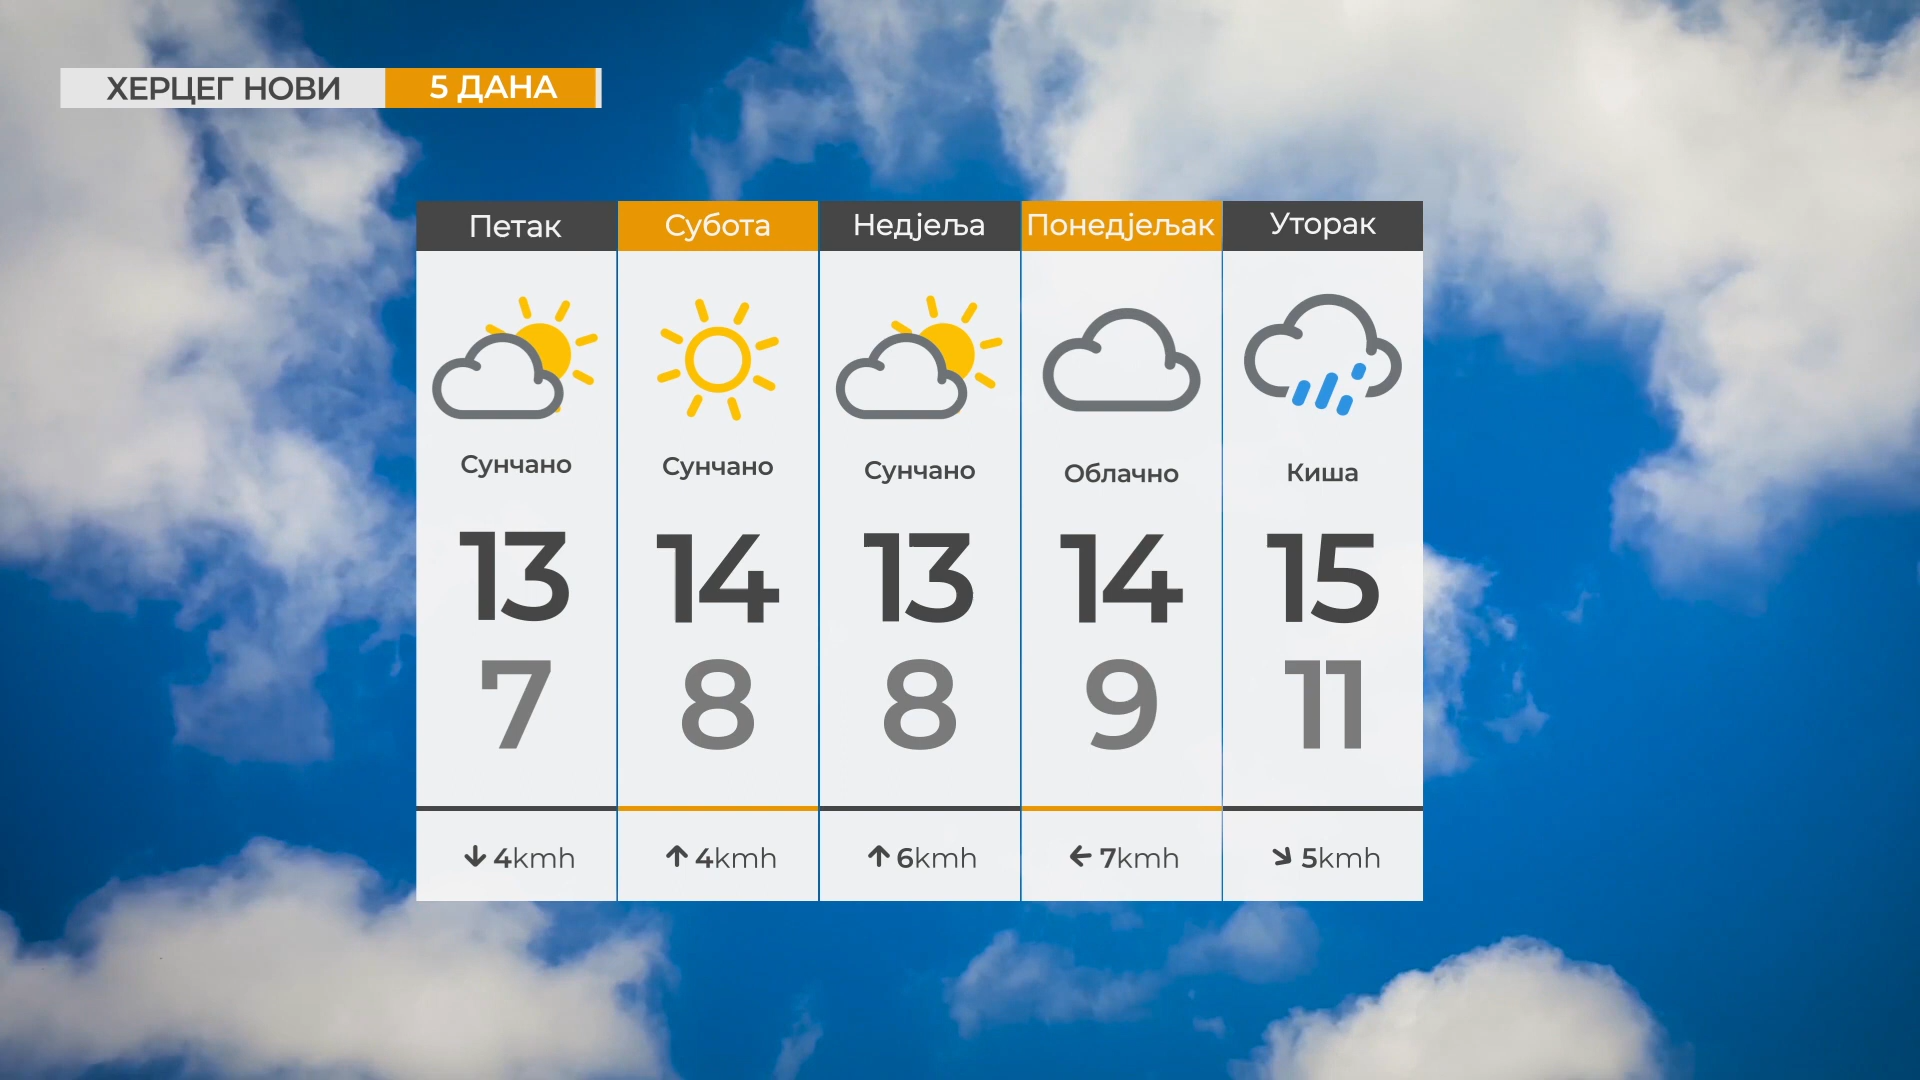 ХЕРЦЕГ НОВИ 5 ДАНА
Петак Субота Недјеља Понедјељак Уторак
Сунчано Сунчано Сунчано Облачно Киша
13 14 13 14 15
7 8 8 9 11
4kmh 4kmh 6kmh 7kmh 5kmh